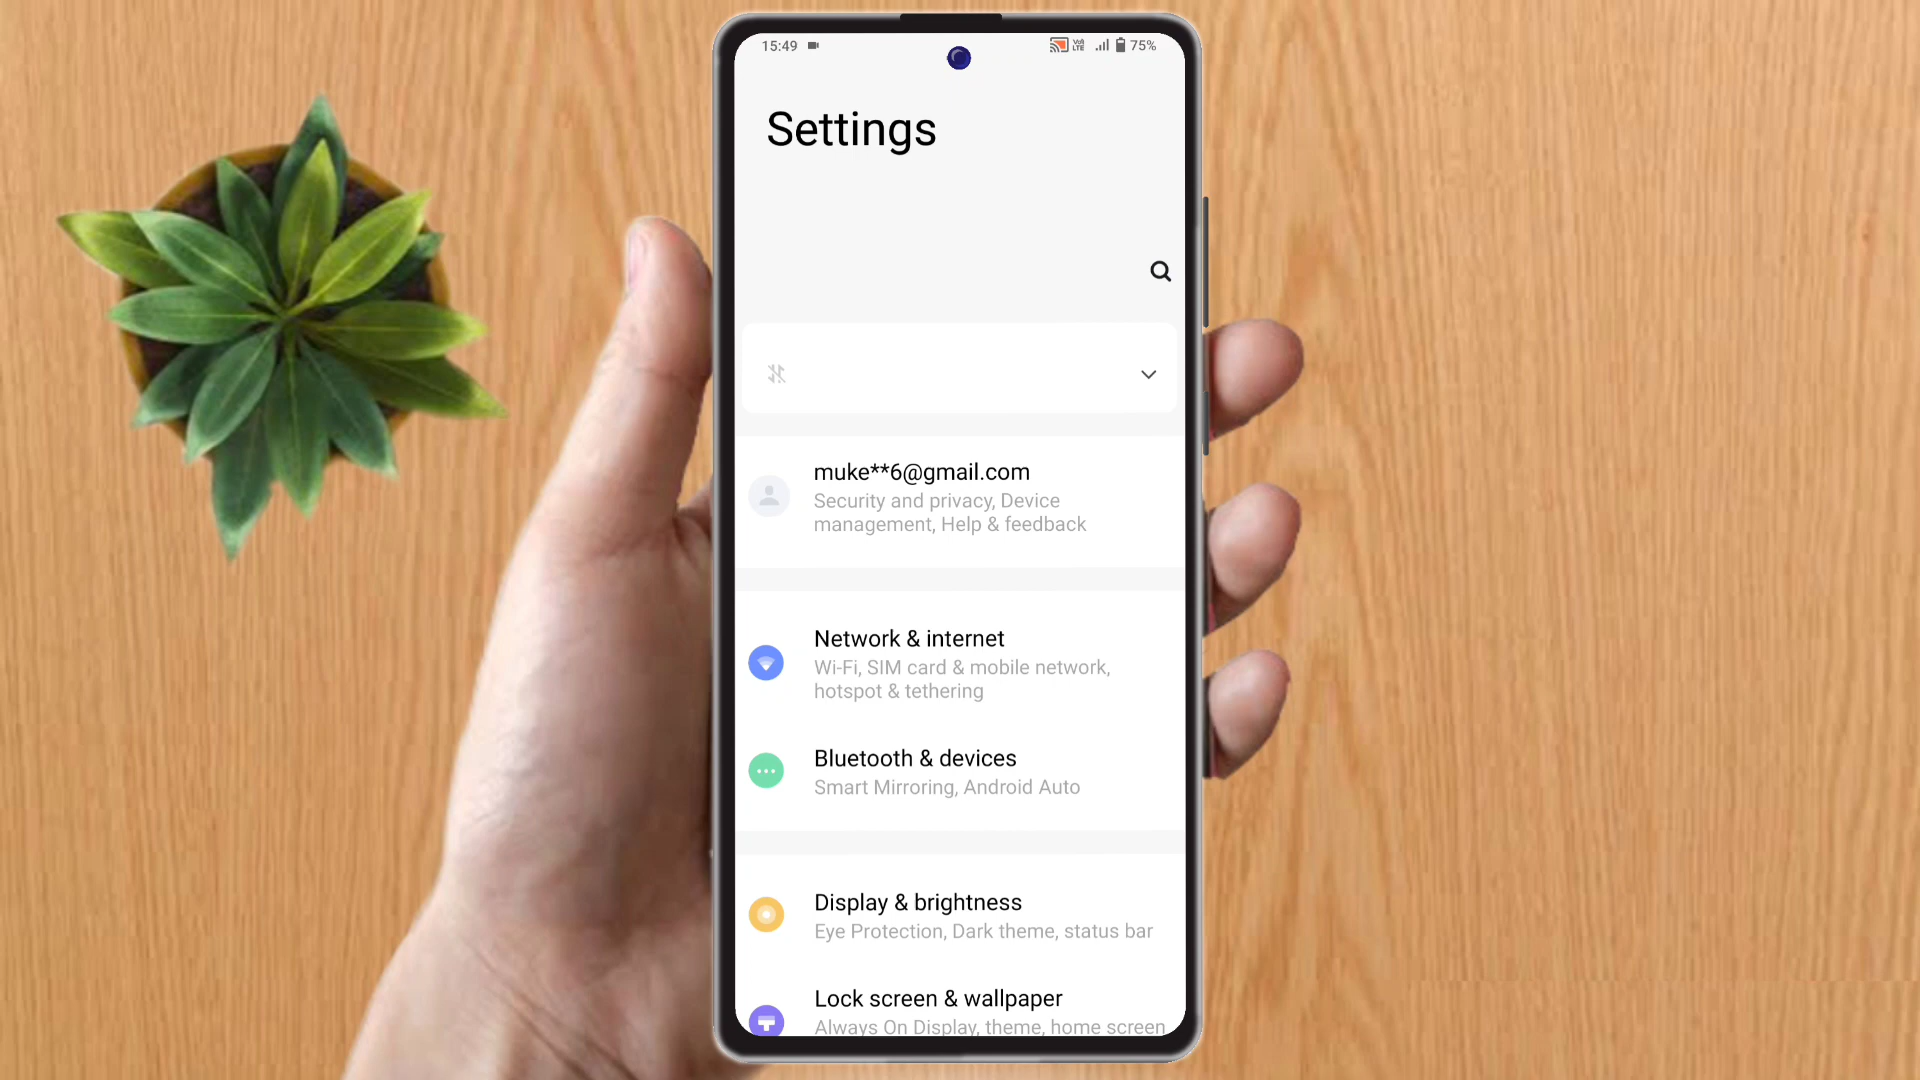 15:49
Vo) LTE 75%
Settings
muke**6@gmail.com
Security and privacy, Device
management, Help & feedback
Network & internet
Wi-Fi, SIM card & mobile network,
hotspot & tethering
Bluetooth & devices
Smart Mirroring, Android Auto
Display & brightness
Eye Protection, Dark theme, status bar
Lock screen & wallpaper
Always On Display, theme, home screen